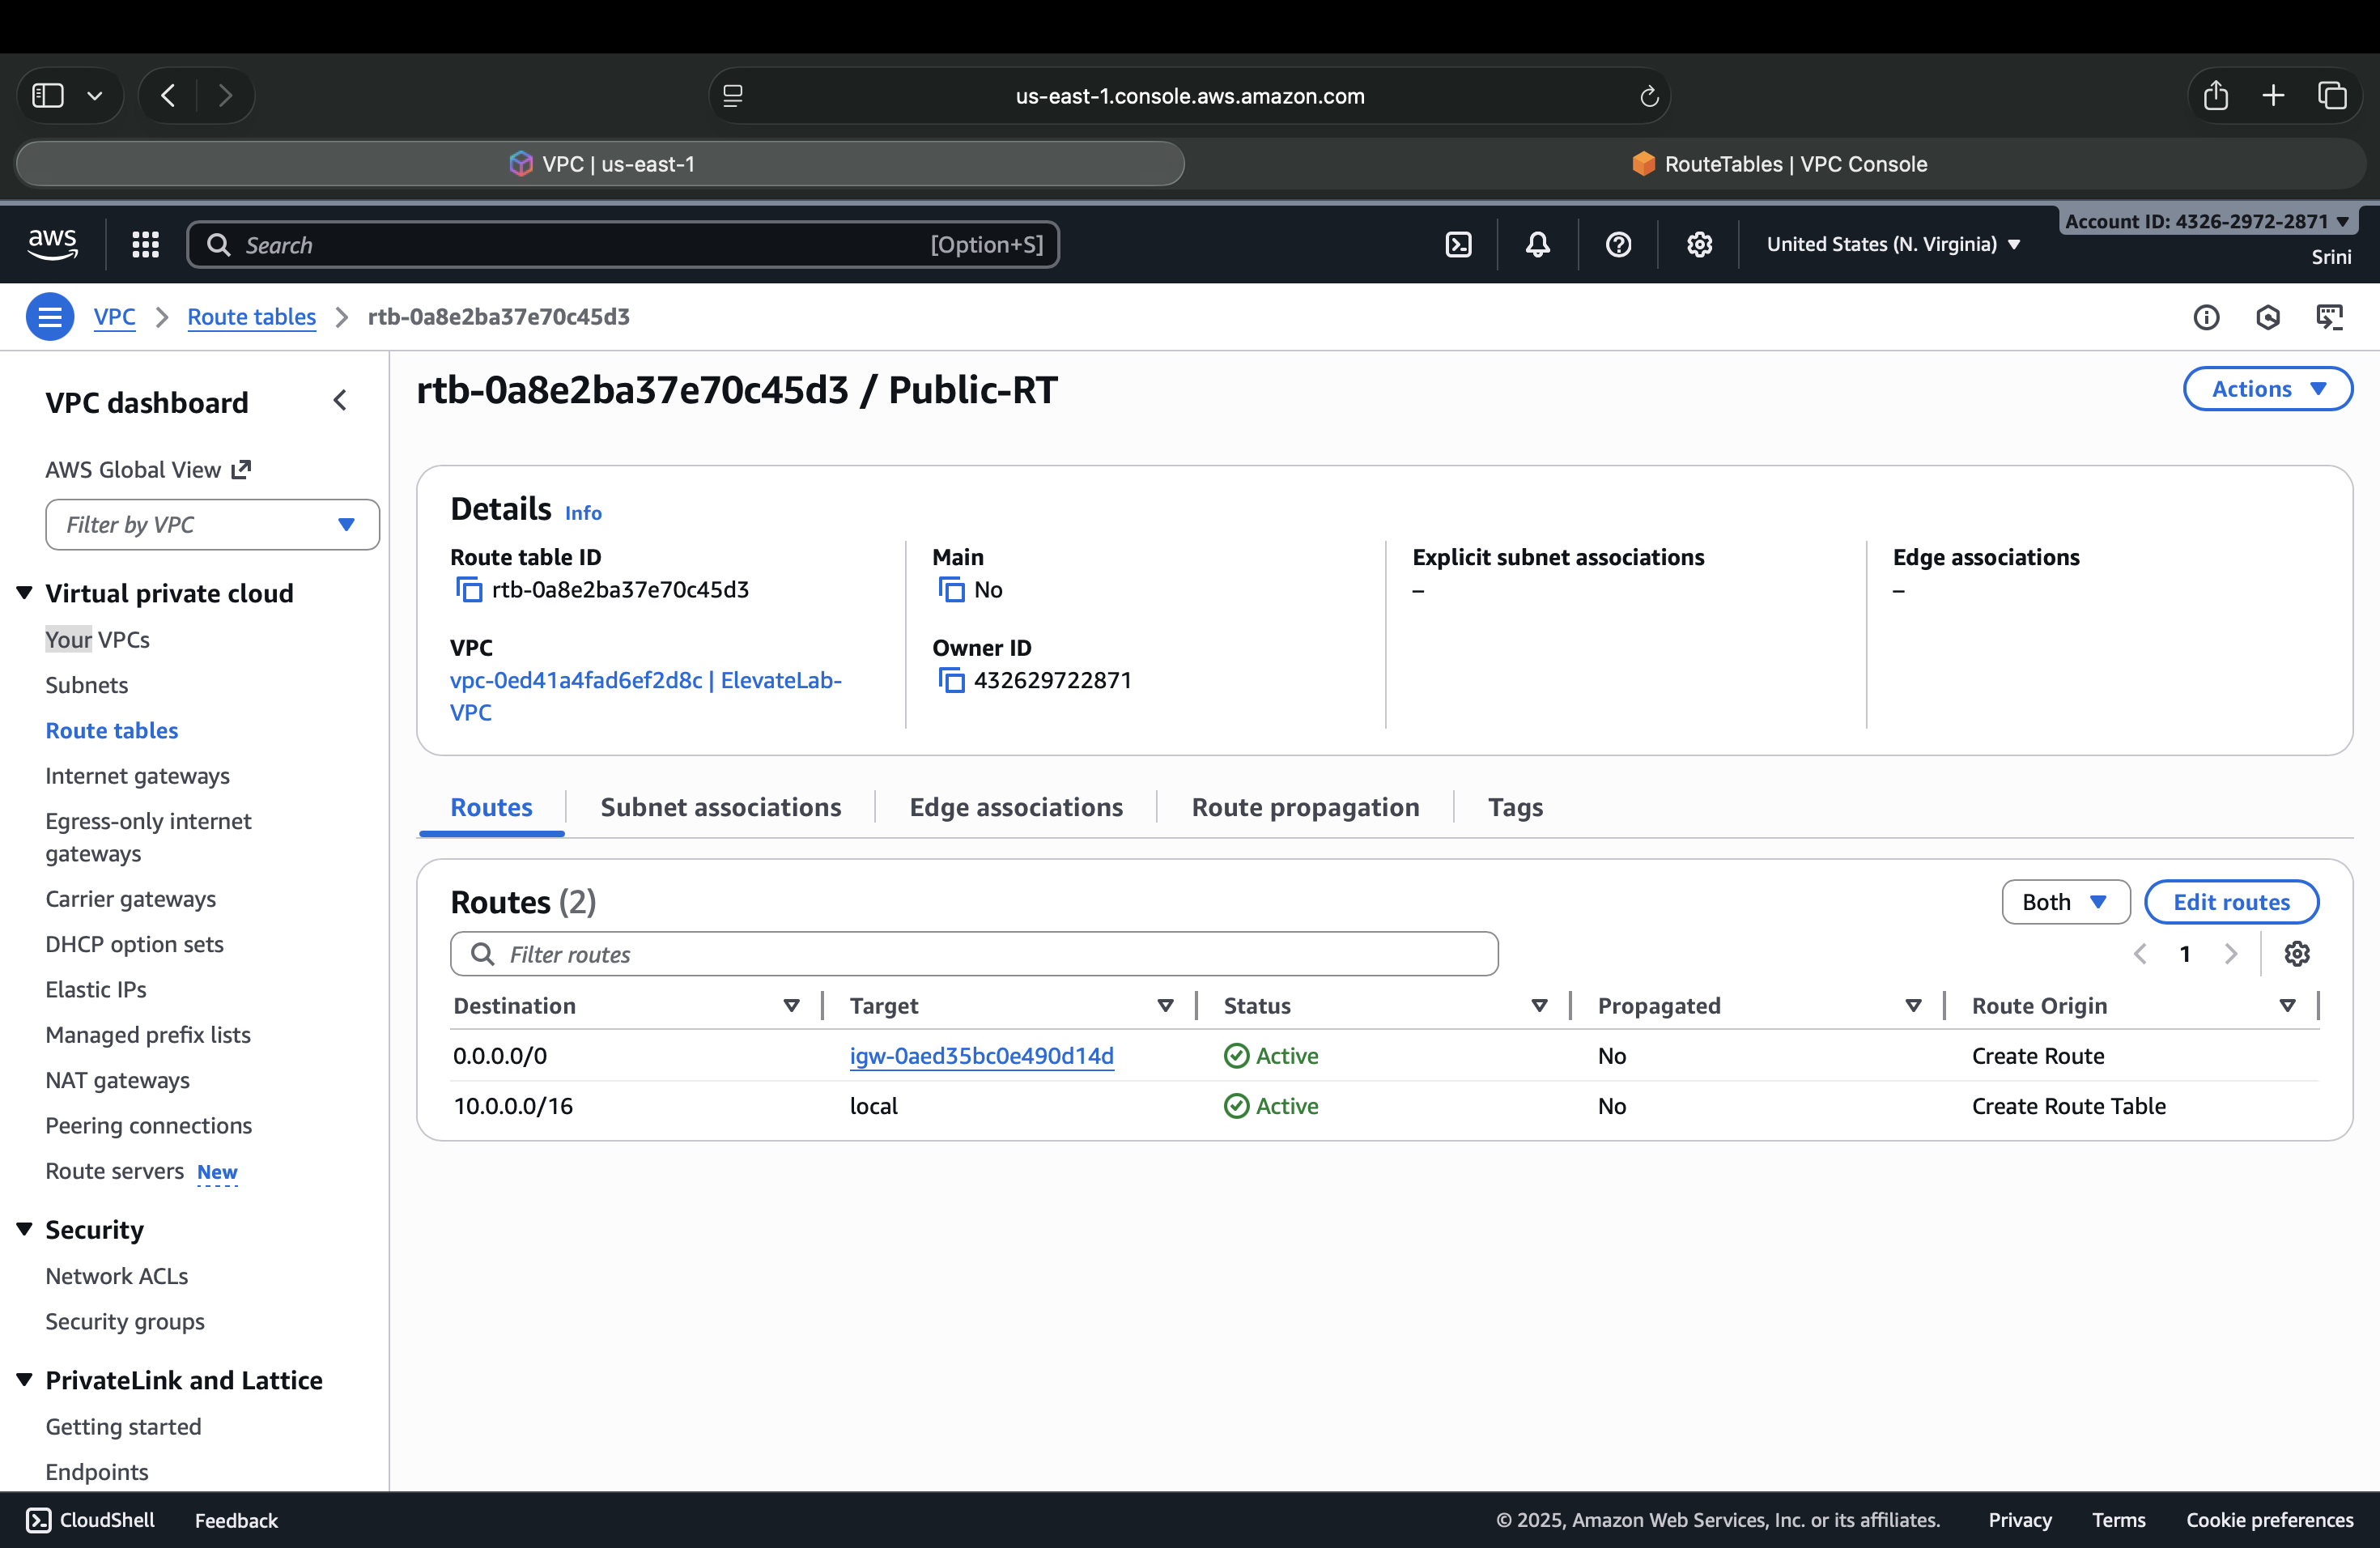 us-east-1.console.aws.amazon.com
VPC | us-east-1
RouteTables | VPC Console
aws
Search
[Option+S]
United States (N. Virginia)
Account ID: 4326-2972-2871
Srini
VPC
Route tables
rtb-0a8e2ba37e70c45d3
VPC dashboard
AWS Global View
Filter by VPC
Virtual private cloud
Your VPCs
Subnets
Route tables
Internet gateways
Egress-only internet
gateways
Carrier gateways
DHCP option sets
Elastic IPs
Managed prefix lists
NAT gateways
Peering connections
Route servers New
Security
Network ACLs
Security groups
PrivateLink and Lattice
Getting started
Endpoints
rtb-0a8e2ba37e70c45d3 / Public-RT
Actions
Details Info
Route table ID
rtb-0a8e2ba37e70c45d3
VPC
vpc-0ed41a4fad6ef2d8c | ElevateLab-
VPC
Main
No
Owner ID
432629722871
Explicit subnet associations
–
Edge associations
–
Routes
Subnet associations
Edge associations
Route propagation
Tags
Routes (2)
Both
Edit routes
Filter routes
1
Destination Target Status Propagated Route Origin
0.0.0.0/0 igw-0aed35bc0e490d14d Active No Create Route
10.0.0.0/16 local Active No Create Route Table
CloudShell
Feedback
© 2025, Amazon Web Services, Inc. or its affiliates.
Privacy
Terms
Cookie preferences